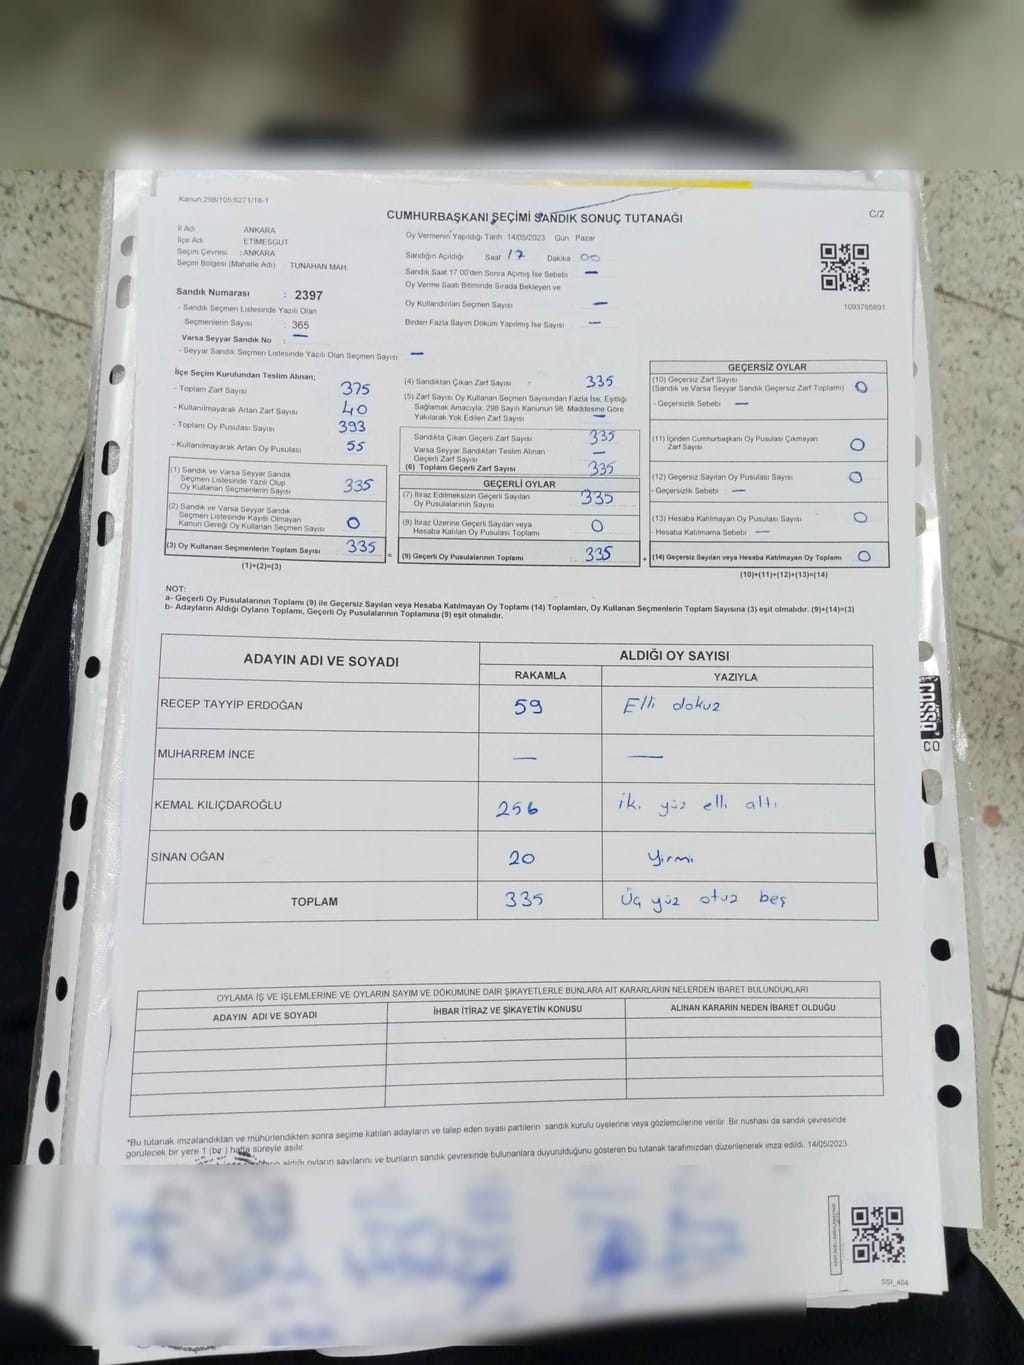 Kanun:298/105,6271/18-1
CUMHURBAŞKANI SEÇİMİ SANDIK SONUÇ TUTANAĞI
C/2
İl Adı ANKARA
İlçe Adı ETİMESGUT
Seçim Çevresi : ANKARA
Seçim Bölgesi (Mahalle Adı) TUNAHAN MAH
Oy Vermenin Yapıldığı Tarih 14/05/2023 Gün Pazar
Sandığın Açıldığı Saat 17 Dakika 00
Sandık Saat 17:00'den Sonra Açılmış İse Sebebi —
Oy Verme Saati Bitiminde Sırada Bekleyen ve
Oy Kullandırılan Seçmen Sayısı —
Birden Fazla Sayım Döküm Yapılmış İse Sayısı —
1093795891
Sandık Numarası : 2397
- Sandık Seçmen Listesinde Yazılı Olan
Seçmenlerin Sayısı : 365
Varsa Seyyar Sandık No : —
- Seyyar Sandık Seçmen Listesinde Yazılı Olan Seçmen Sayısı —
İlçe Seçim Kurulundan Teslim Alınan;
- Toplam Zarf Sayısı 375
- Kullanılmayarak Artan Zarf Sayısı 40
- Toplam Oy Pusulası Sayısı 393
- Kullanılmayarak Artan Oy Pusulası 55
(1) Sandık ve Varsa Seyyar Sandık
Seçmen Listesinde Yazılı Olup
Oy Kullanan Seçmenlerin Sayısı 335
(2) Sandık ve Varsa Seyyar Sandık
Seçmen Listesinde Kayıtlı Olmayan
Kanun Gereği Oy Kullanan Seçmen Sayısı 0
(3) Oy Kullanan Seçmenlerin Toplam Sayısı 335
(1)+(2)=(3)
=
(4) Sandıktan Çıkan Zarf Sayısı 335
(5) Zarf Sayısı Oy Kullanan Seçmen Sayısından Fazla İse, Eşitliği
Sağlamak Amacıyla, 298 Sayılı Kanunun 98. Maddesine Göre
Yakılarak Yok Edilen Zarf Sayısı —
Sandıkta Çıkan Geçerli Zarf Sayısı 335
Varsa Seyyar Sandıktan Teslim Alınan
Geçerli Zarf Sayısı —
(6) Toplam Geçerli Zarf Sayısı 335
GEÇERLİ OYLAR
(7) İtiraz Edilmeksizin Geçerli Sayılan
Oy Pusulalarının Sayısı 335
(8) İtiraz Üzerine Geçerli Sayılan veya
Hesaba Katılan Oy Pusulası Toplamı 0
(9) Geçerli Oy Pusulalarının Toplamı : 335
+
GEÇERSİZ OYLAR
(10) Geçersiz Zarf Sayısı
(Sandık ve Varsa Seyyar Sandık Geçersiz Zarf Toplamı) 0
- Geçersizlik Sebebi —
(11) İçinden Cumhurbaşkanı Oy Pusulası Çıkmayan
Zarf Sayısı 0
(12) Geçersiz Sayılan Oy Pusulası Sayısı 0
- Geçersizlik Sebebi : —
(13) Hesaba Katılmayan Oy Pusulası Sayısı 0
- Hesaba Katılmama Sebebi —
(14) Geçersiz Sayılan veya Hesaba Katılmayan Oy Toplamı 0
(10)+(11)+(12)+(13)=(14)
NOT:
a- Geçerli Oy Pusulalarının Toplamı (9) ile Geçersiz Sayılan veya Hesaba Katılmayan Oy Toplamı (14) Toplamları, Oy Kullanan Seçmenlerin Toplam Sayısına (3) eşit olmalıdır. (9)+(14)=(3)
b- Adayların Aldığı Oyların Toplamı, Geçerli Oy Pusulalarının Toplamına (9) eşit olmalıdır.
ADAYIN ADI VE SOYADI ALDIĞI OY SAYISI
RAKAMLA YAZIYLA
RECEP TAYYİP ERDOĞAN 59 Elli dokuz
MUHARREM İNCE — —
KEMAL KILIÇDAROĞLU 256 iki yüz elli altı
SİNAN OĞAN 20 yirmi
TOPLAM 335 Üç yüz otuz beş
OYLAMA İŞ VE İŞLEMLERİNE VE OYLARIN SAYIM VE DÖKÜMÜNE DAİR ŞİKAYETLERLE BUNLARA AİT KARARLARIN NELERDEN İBARET BULUNDUKLARI
ADAYIN ADI VE SOYADI İHBAR İTİRAZ VE ŞİKAYETİN KONUSU ALINAN KARARIN NEDEN İBARET OLDUĞU
*Bu tutanak imzalandıktan ve mühürlendikten sonra seçime katılan adayların ve talep eden siyasi partilerin sandık kurulu üyelerine veya gözlemcilerine verilir. Bir nüshası da sandık çevresinde
görülecek bir yere 1 (bir) hafta süreyle asılır.
aldığı oyların sayılarını ve bunların sandık çevresinde bulunanlara duyurulduğunu gösteren bu tutanak tarafımızdan düzenlenerek imza edildi. 14/05/2023
SSI_404